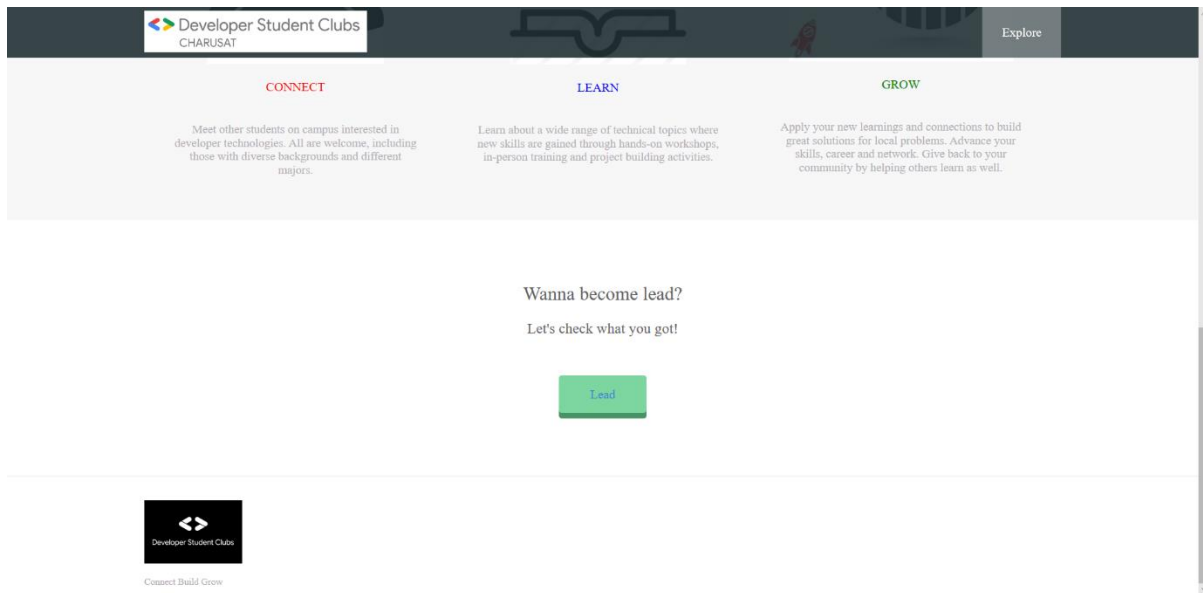 Developer Student Clubs
CHARUSAT
Explore
CONNECT
Meet other students on campus interested in
developer technologies. All are welcome, including
those with diverse backgrounds and different
majors.
LEARN
Learn about a wide range of technical topics where
new skills are gained through hands-on workshops,
in-person training and project building activities.
GROW
Apply your new learnings and connections to build
great solutions for local problems. Advance your
skills, career and network. Give back to your
community by helping others learn as well.
Wanna become lead?
Let's check what you got!
Lead
Developer Student Clubs
Connect Build Grow